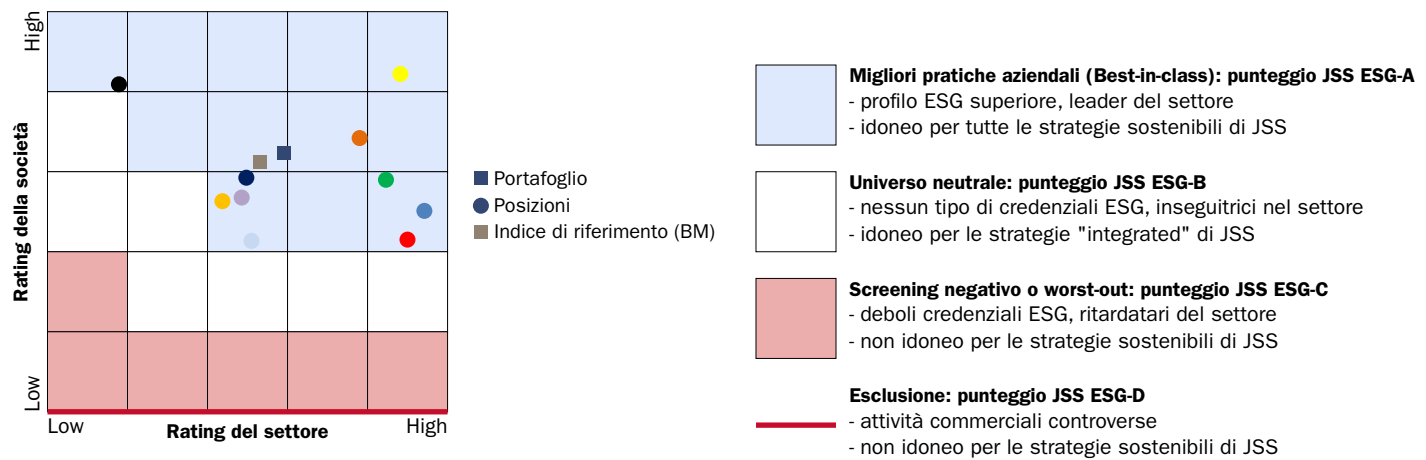 High
Rating della società
Low
Low
Rating del settore
High
Portafoglio
Posizioni
Indice di riferimento (BM)
Migliori pratiche aziendali (Best-in-class): punteggio JSS ESG-A
- profilo ESG superiore, leader del settore
- idoneo per tutte le strategie sostenibili di JSS
Universo neutrale: punteggio JSS ESG-B
- nessun tipo di credenziali ESG, inseguitrici nel settore
- idoneo per le strategie "integrated" di JSS
Screening negativo o worst-out: punteggio JSS ESG-C
- deboli credenziali ESG, ritardatari del settore
- non idoneo per le strategie sostenibili di JSS
Esclusione: punteggio JSS ESG-D
- attività commerciali controverse
- non idoneo per le strategie sostenibili di JSS